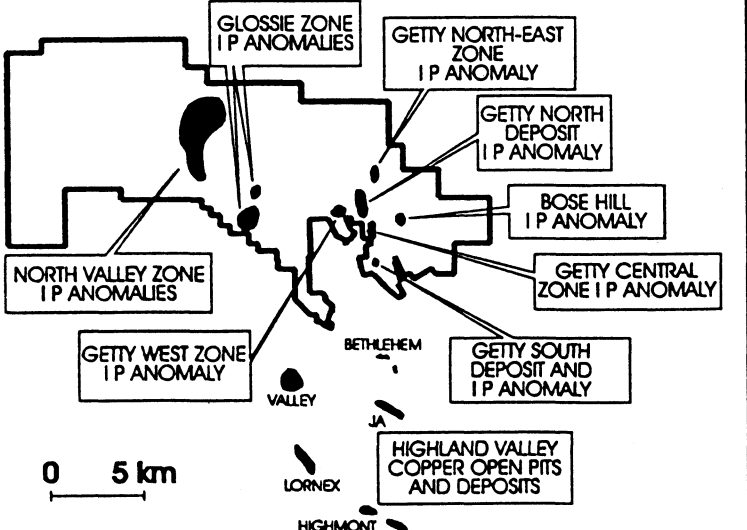 GLOSSIE ZONE
I P ANOMALIES
GETTY NORTH-EAST
ZONE
I P ANOMALY
GETTY NORTH
DEPOSIT
I P ANOMALY
BOSE HILL
I P ANOMALY
NORTH VALLEY ZONE
I P ANOMALIES
GETTY CENTRAL
ZONE I P ANOMALY
GETTY WEST ZONE
I P ANOMALY
BETHLEHEM
GETTY SOUTH
DEPOSIT AND
I P ANOMALY
VALLEY
JA
HIGHLAND VALLEY
COPPER OPEN PITS
AND DEPOSITS
0 5 km
LORNEX
HIGHMONT